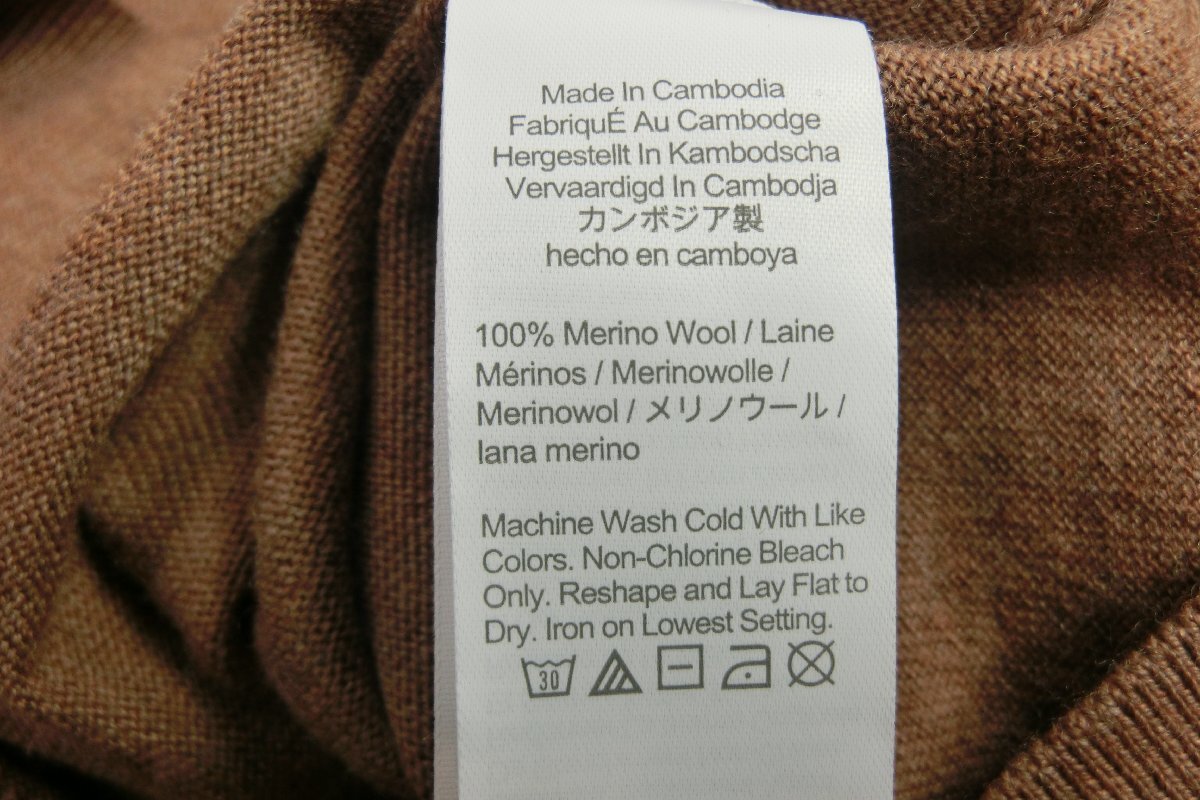 Made In Cambodia
FabriquÉ Au Cambodge
Hergestellt In Kambodscha
Vervaardigd In Cambodja
カンボジア製
hecho en camboya
100% Merino Wool / Laine
Mérinos / Merinowolle /
Merinowol / メリノウール /
lana merino
Machine Wash Cold With Like
Colors. Non-Chlorine Bleach
Only. Reshape and Lay Flat to
Dry. Iron on Lowest Setting.
30